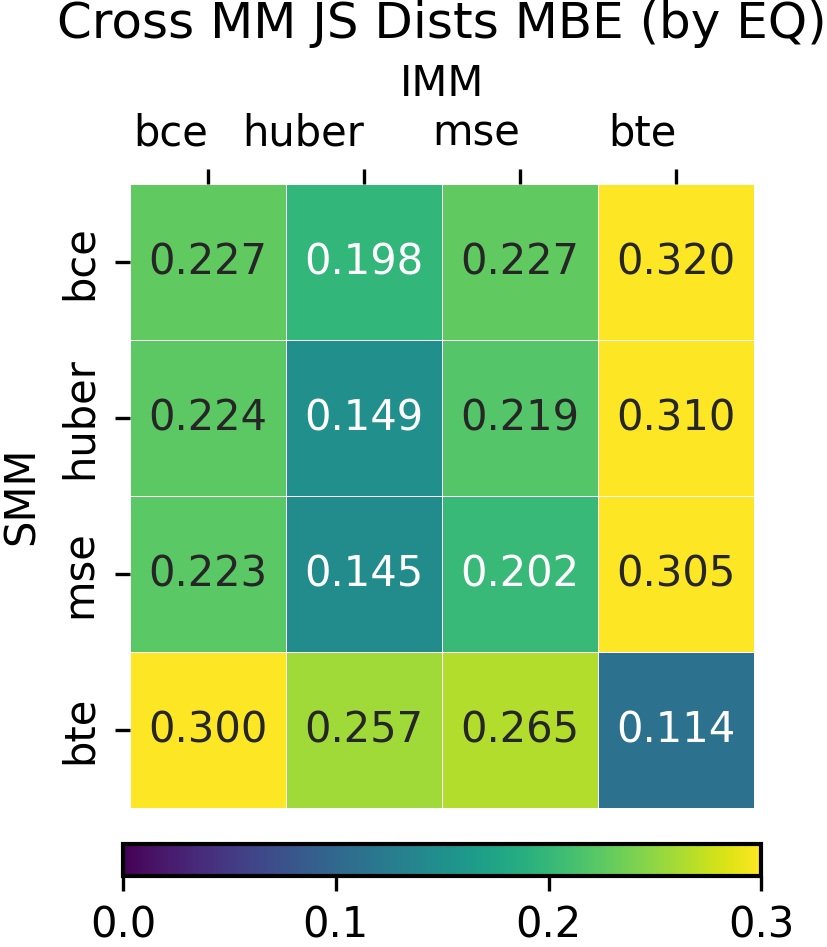 Cross MM JS Dists MBE (by EQ)
IMM
bce huber mse bte
SMM
bce 0.227 0.198 0.227 0.320
huber 0.224 0.149 0.219 0.310
mse 0.223 0.145 0.202 0.305
bte 0.300 0.257 0.265 0.114
0.0 0.1 0.2 0.3